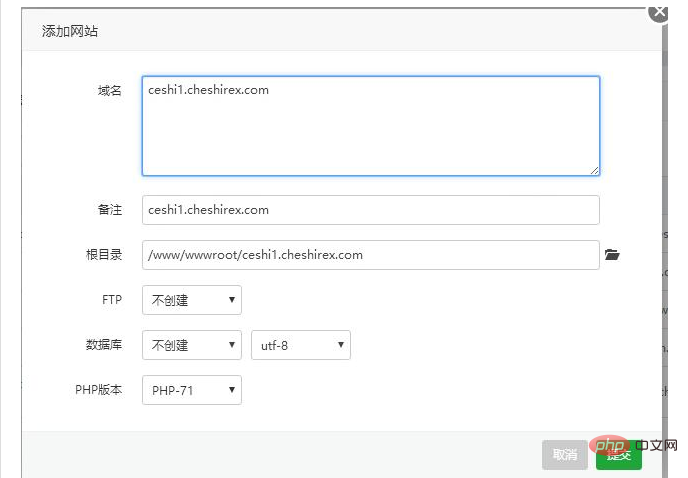 添加网站
域名
ceshi1.cheshirex.com
备注
ceshi1.cheshirex.com
根目录
/www/wwwroot/ceshi1.cheshirex.com
FTP
不创建
数据库
不创建
utf-8
PHP版本
PHP-71
取消
提交
php 中文网